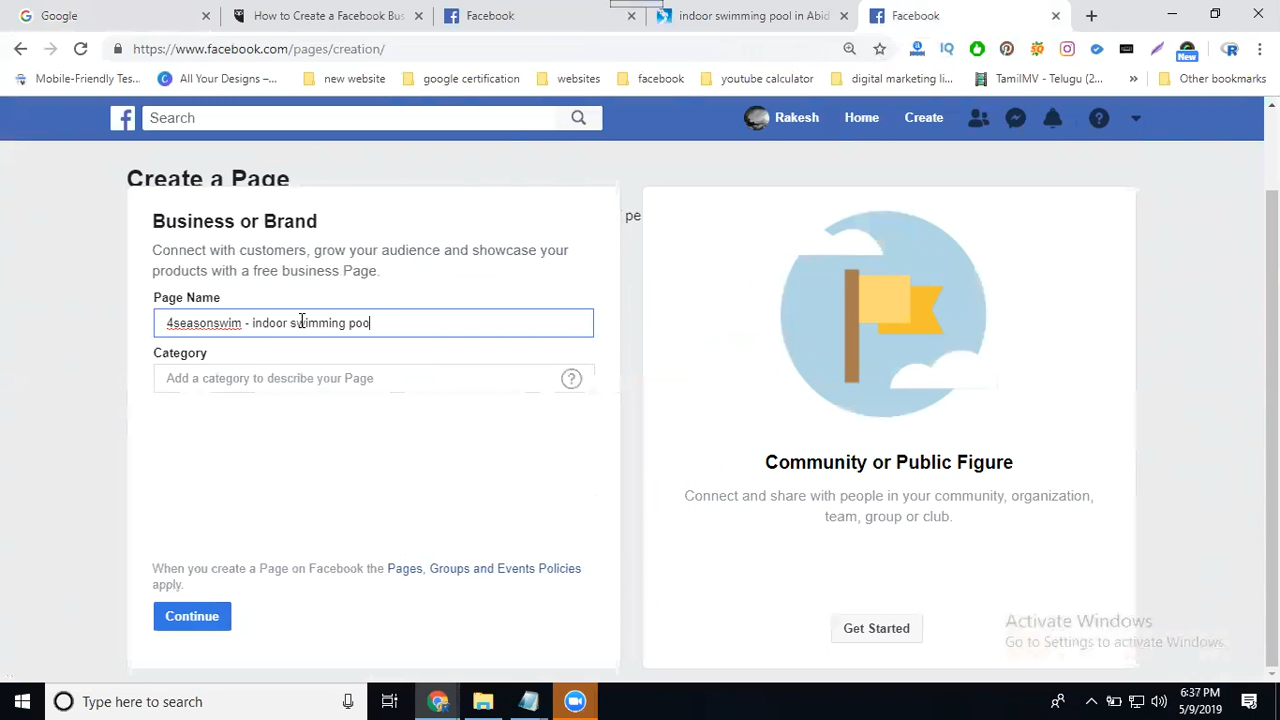 Google
How to Create a Facebook Bus
Facebook
indoor swimming pool in Abid
Facebook
https://www.facebook.com/pages/creation/
New
Mobile-Friendly Tes...
All Your Designs –...
new website
google certification
websites
facebook
youtube calculator
digital marketing li...
TamilMV - Telugu (2...
Other bookmarks
Search
Rakesh
Home
Create
Create a Page
pe
Business or Brand
Connect with customers, grow your audience and showcase your
products with a free business Page.
Page Name
4seasonswim - indoor swimming poo
Category
Add a category to describe your Page
When you create a Page on Facebook the Pages, Groups and Events Policies
apply.
Continue
Community or Public Figure
Connect and share with people in your community, organization,
team, group or club.
Get Started
Activate Windows
Go to Settings to activate Windows.
Type here to search
6:37 PM
5/9/2019